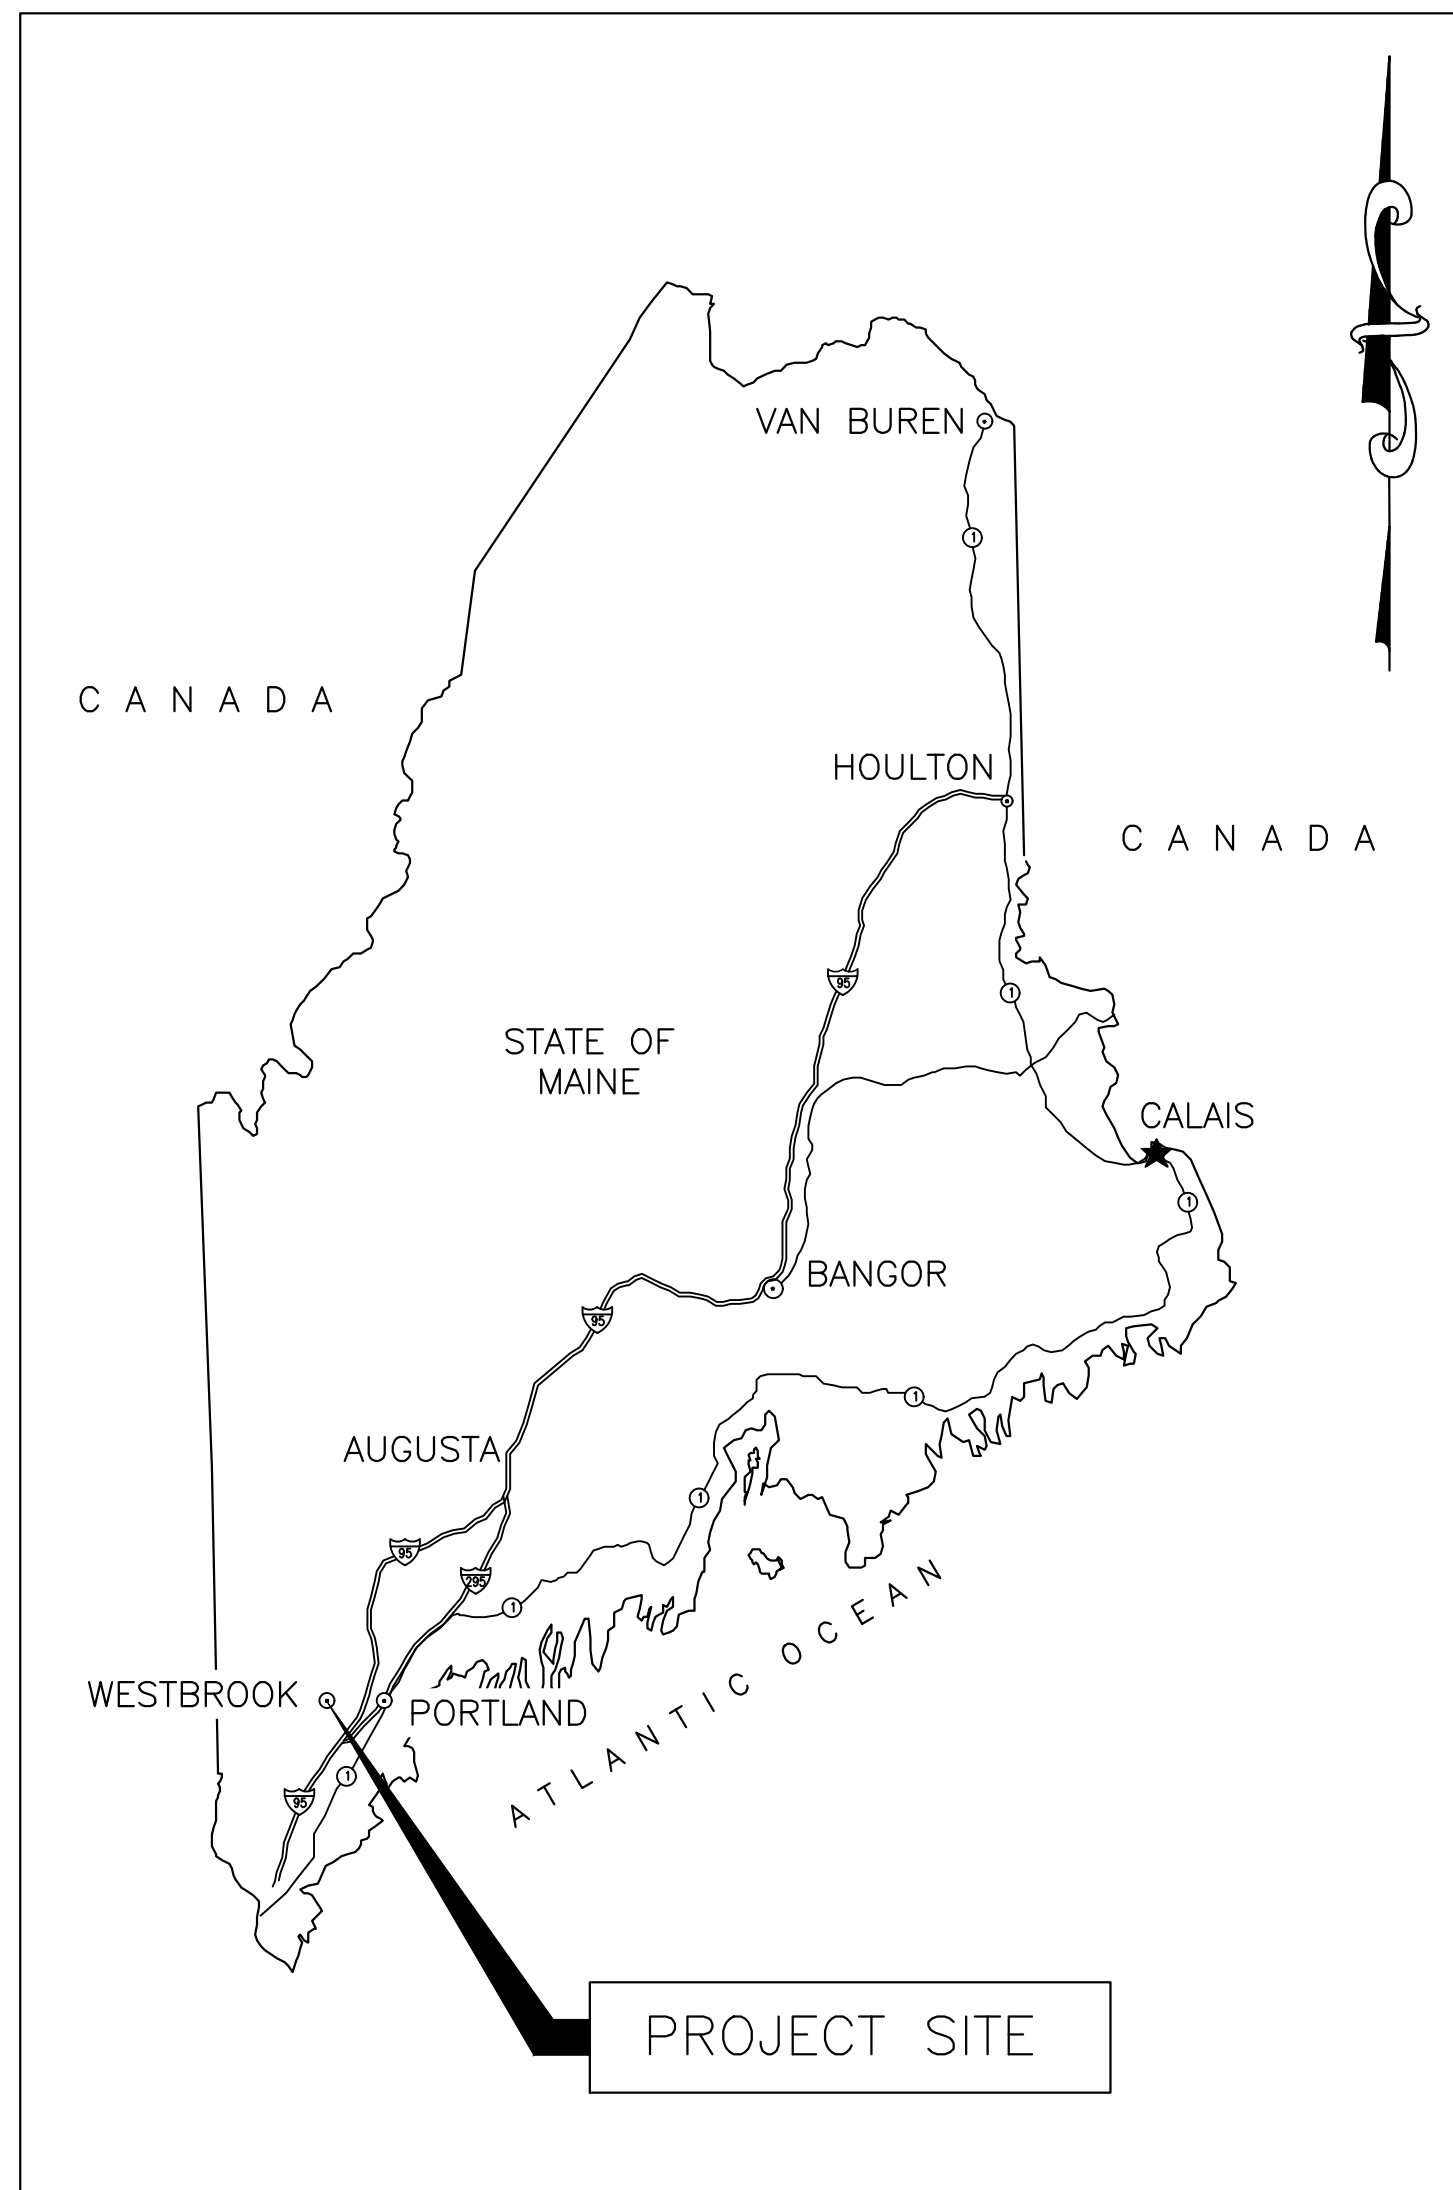 VAN BUREN
1
CANADA
HOULTON
CANADA
95
1
STATE OF
MAINE
CALAIS
1
BANGOR
95
1
AUGUSTA
1
95
295
1
ATLANTIC OCEAN
WESTBROOK
PORTLAND
1
95
PROJECT SITE